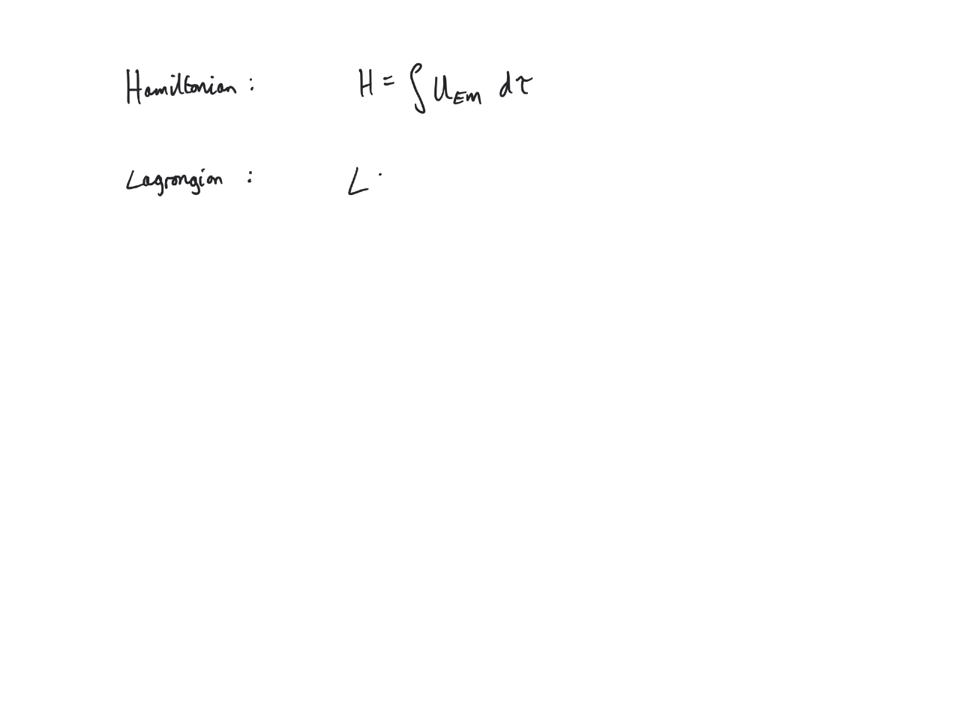 Hamiltonian : H = ∫ U_EM dτ
Lagrangian : L ·